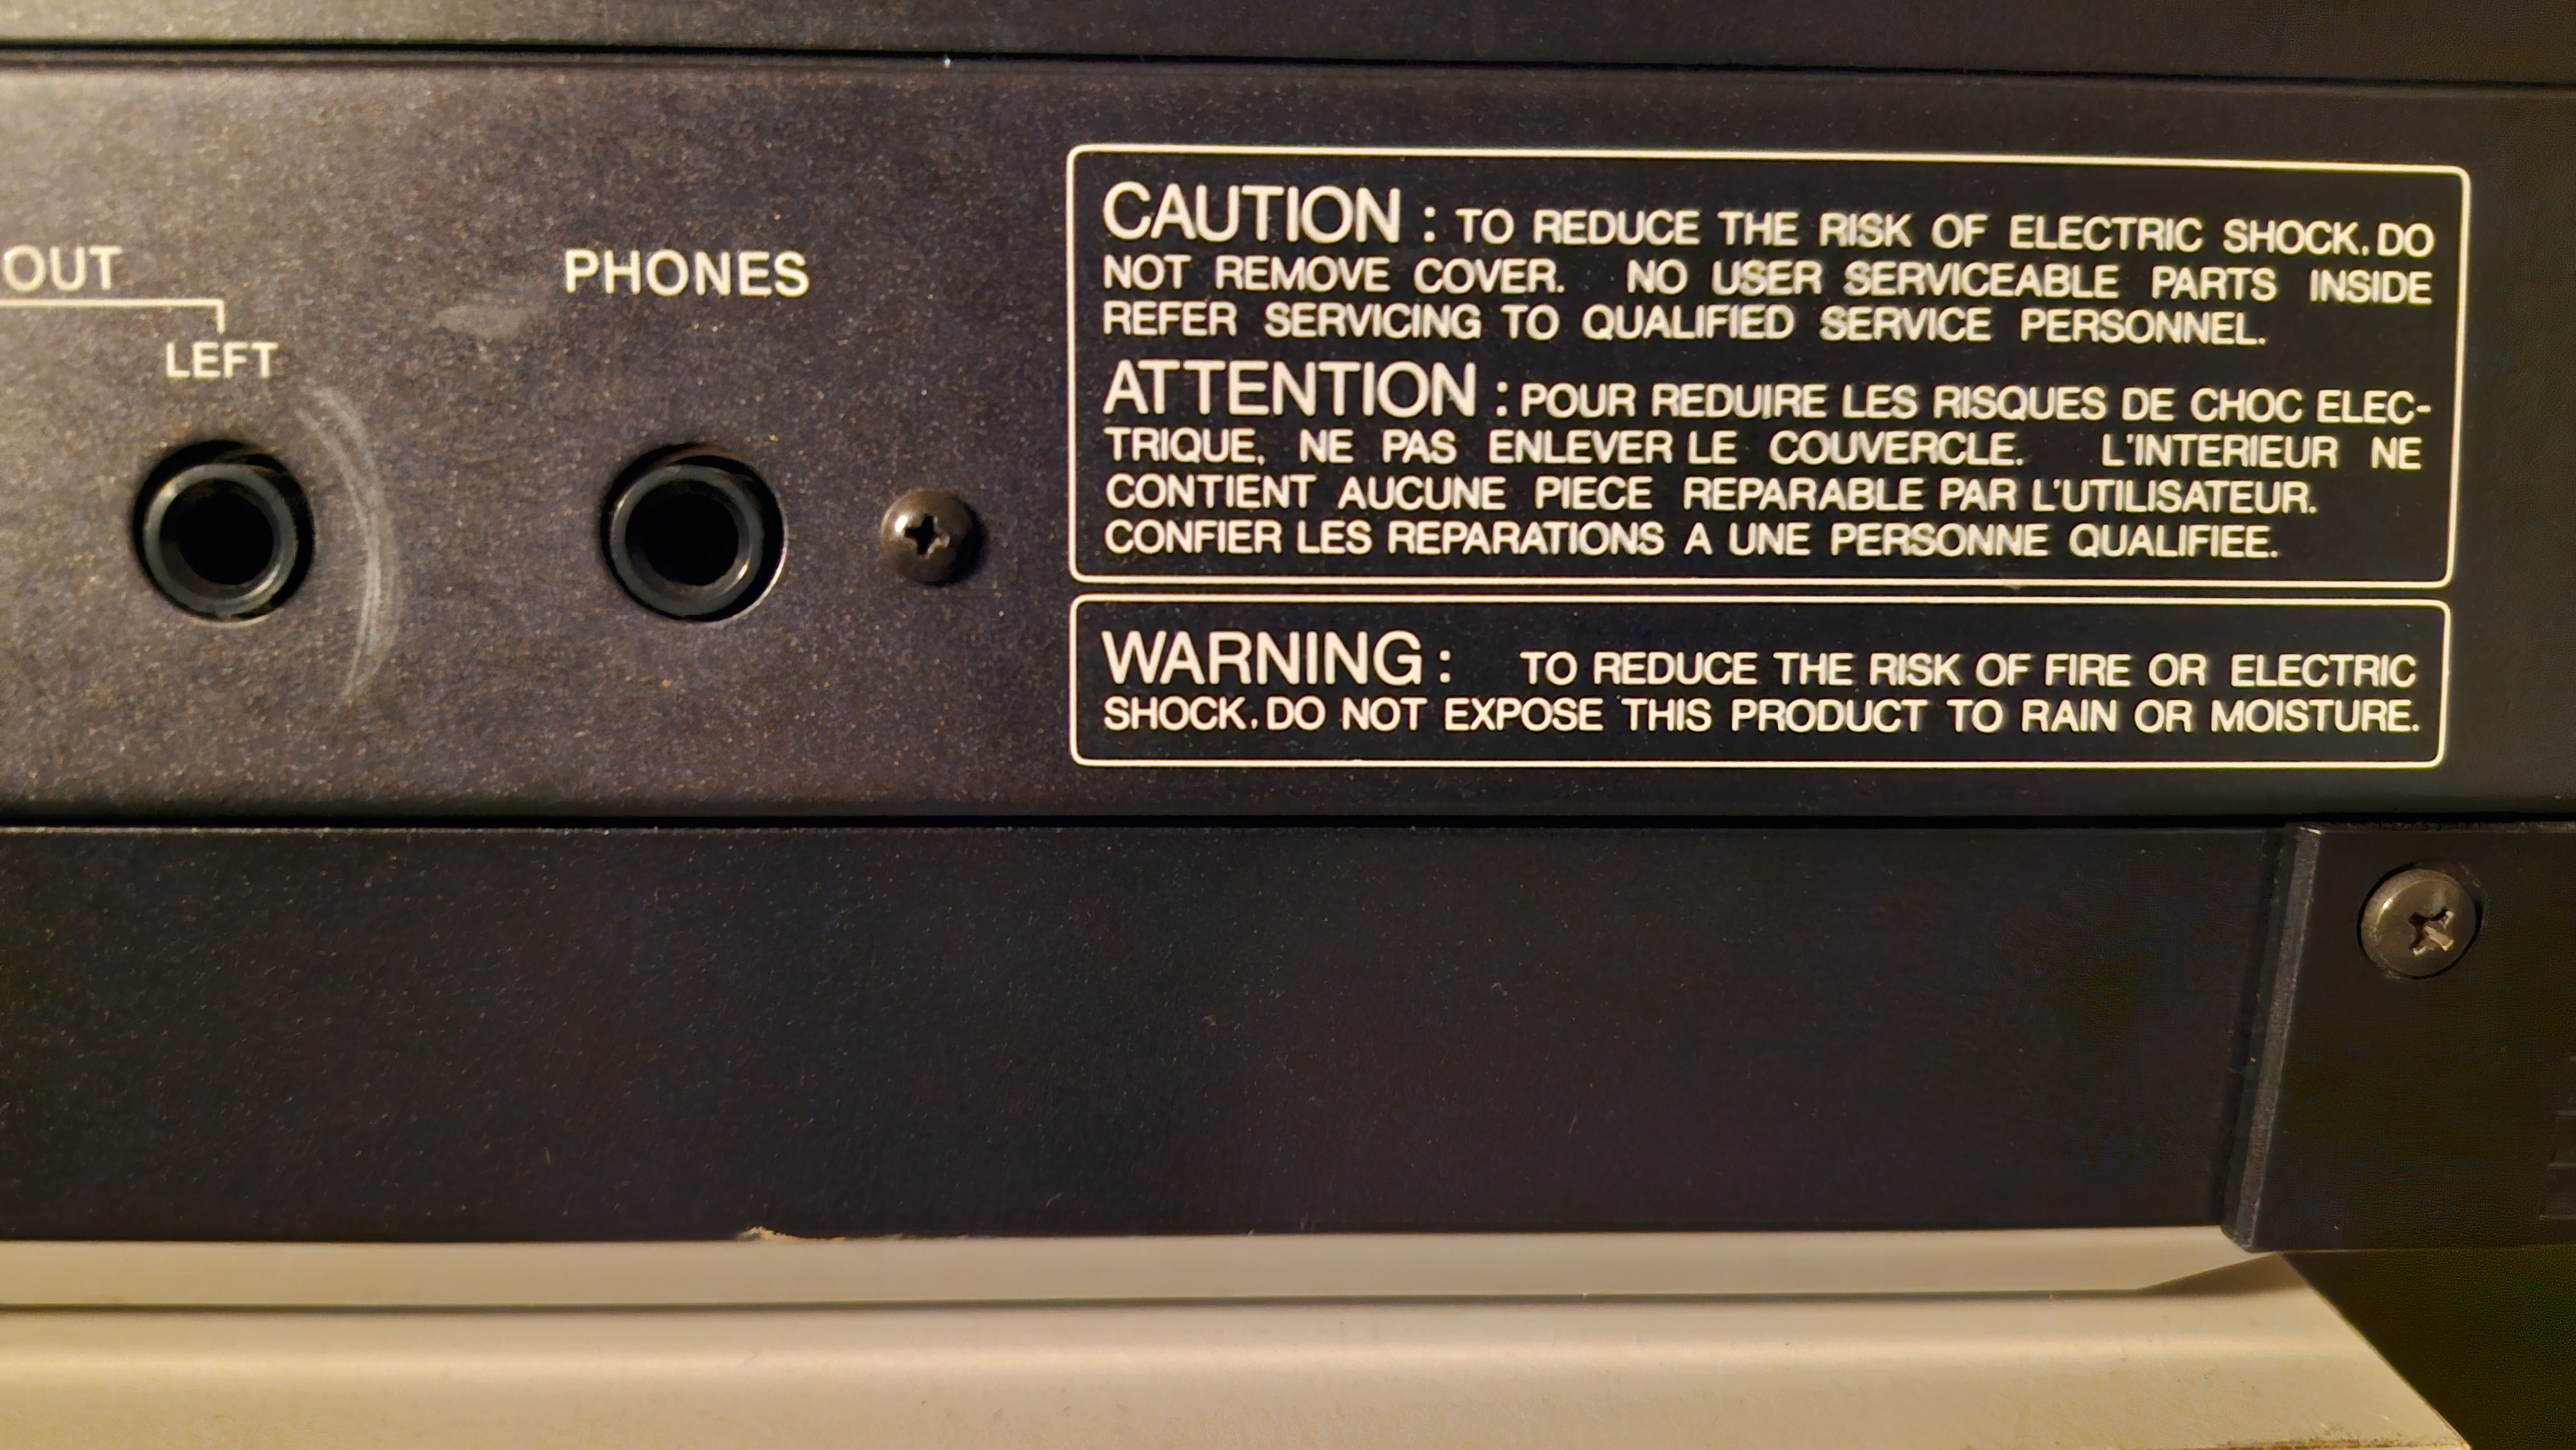 OUT
LEFT
PHONES
CAUTION : TO REDUCE THE RISK OF ELECTRIC SHOCK, DO
NOT REMOVE COVER. NO USER SERVICEABLE PARTS INSIDE
REFER SERVICING TO QUALIFIED SERVICE PERSONNEL.
ATTENTION : POUR REDUIRE LES RISQUES DE CHOC ELEC-
TRIQUE, NE PAS ENLEVER LE COUVERCLE. L'INTERIEUR NE
CONTIENT AUCUNE PIECE REPARABLE PAR L'UTILISATEUR.
CONFIER LES REPARATIONS A UNE PERSONNE QUALIFIEE.
WARNING : TO REDUCE THE RISK OF FIRE OR ELECTRIC
SHOCK, DO NOT EXPOSE THIS PRODUCT TO RAIN OR MOISTURE.